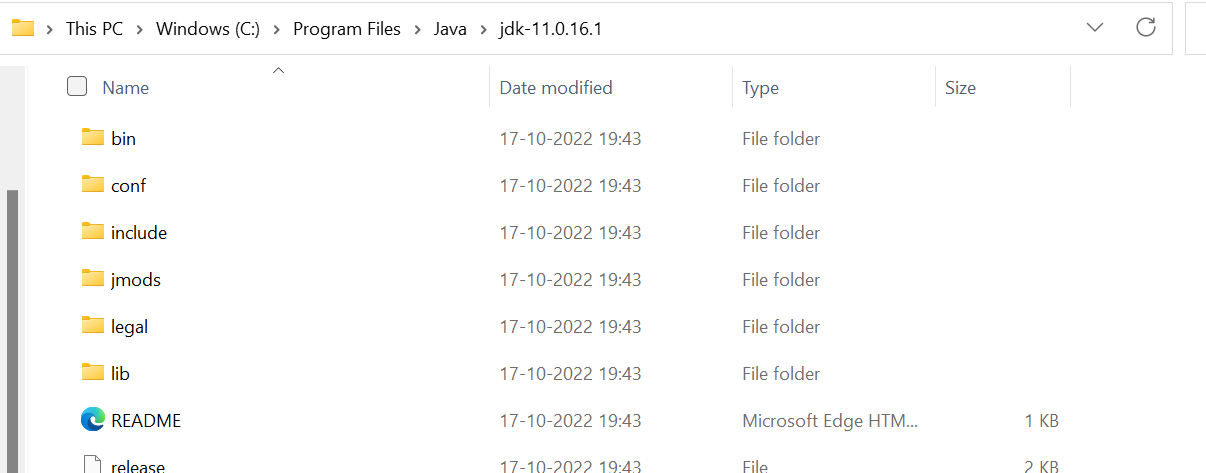 This PC > Windows (C:) > Program Files > Java > jdk-11.0.16.1
Name Date modified Type Size
bin 17-10-2022 19:43 File folder
conf 17-10-2022 19:43 File folder
include 17-10-2022 19:43 File folder
jmods 17-10-2022 19:43 File folder
legal 17-10-2022 19:43 File folder
lib 17-10-2022 19:43 File folder
README 17-10-2022 19:43 Microsoft Edge HTM... 1 KB
release 17-10-2022 19:43 File 2 KB